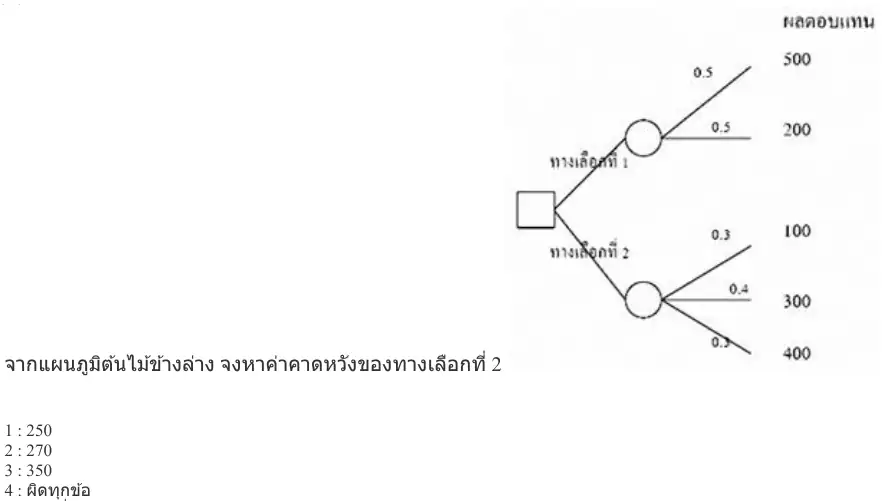 ผลตอบแทน
500
0.5
0.5
200
ทางเลือกที่ 1
0.3
100
ทางเลือกที่ 2
0.4
300
0.3
400
จากแผนภูมิต้นไม้ข้างล่าง จงหาค่าคาดหวังของทางเลือกที่ 2
1 : 250
2 : 270
3 : 350
4 : ผิดทุกข้อ